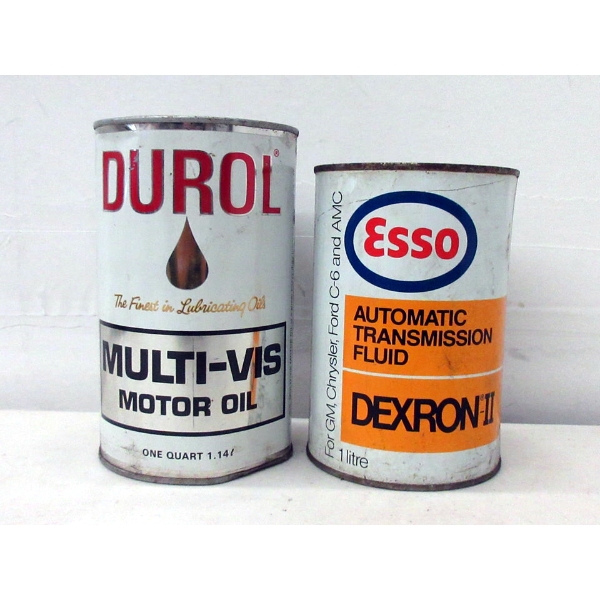 DUROL®
The Finest in Lubricating Oils
MULTI-VIS
MOTOR OIL
ONE QUART 1.14ℓ
Esso
AUTOMATIC
TRANSMISSION
FLUID
DEXRON®-II
For GM, Chrysler, Ford C-6 and AMC
1 litre